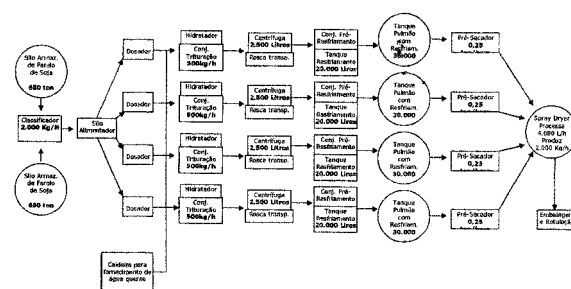 Silo Armaz.
de Farelo
de Soja
680 ton
Classificador
2.000 Kg/h
Silo Armaz.
de Farelo
de Soja
680 ton
Silo
Alimentador
Caldeira para
fornecimento de
água quente
Dosador
Hidratador
Conj.
Trituração
500kg/h
Centrífuga
2,500 Litros
Rosca transp.
Conj. Pré-
Resfriamento
Tanque
Resfriamento
20.000 Litros
Tanque
Pulmão
com
Resfriam.
30.000
Pré-Secador
0,25
Dosador
Hidratador
Conj.
Trituração
500kg/h
Centrífuga
2,500 Litros
Rosca transp.
Conj. Pré
Resfriamento
Tanque
Resfriamento
20.000 Litros
Tanque
Pulmão
com
Resfriam.
20.000
Pré-Secador
0,25
Dosador
Hidratador
Conj.
Trituração
500kg/h
Centrífuga
2,500 Litros
Rosca transp.
Conj. Pré
Resfriamento
Tanque
Resfriamento
20.000 Litros
Tanque
Pulmão
com
Resfriam.
30.000
Pré-Secador
0,25
Dosador
Hidratador
Conj.
Trituração
500kg/h
Centrífuga
2,500 Litros
Rosca transp.
Conj. Pré-
Resfriamento
Tanque
Resfriamento
20.000 Litros
Tanque
Pulmão
com
Resfriam.
30.000
Pré-Secador
0,25
Spray Dryer
Processa
L/h
Produz
2.000 Kg/h
Embalagem
e Rotulação